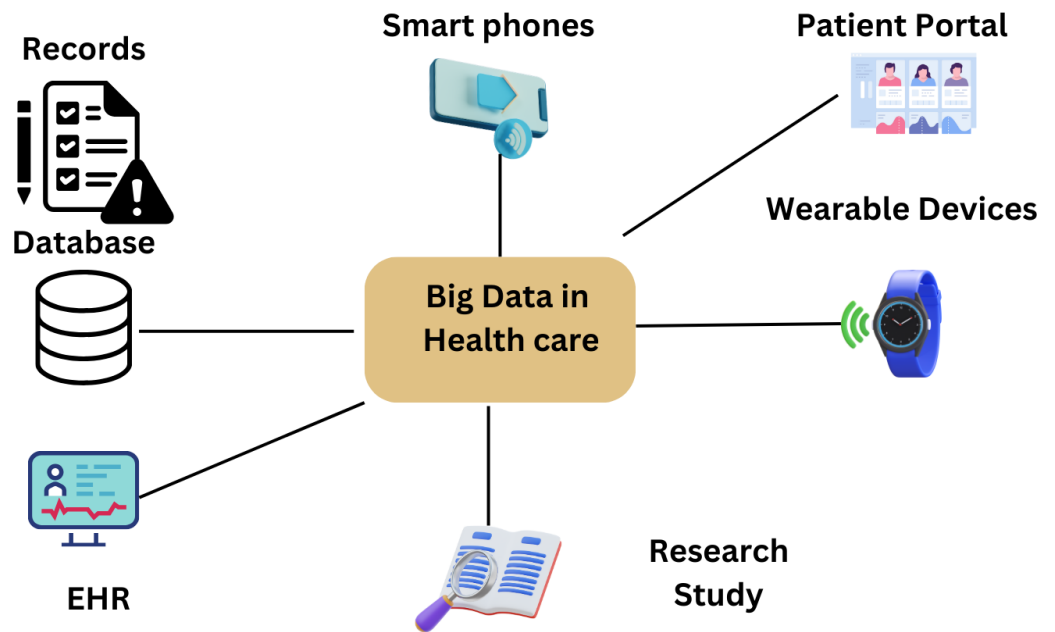 Smart phones
Patient Portal
Records
Wearable Devices
Database
Big Data in
Health care
Research
Study
EHR